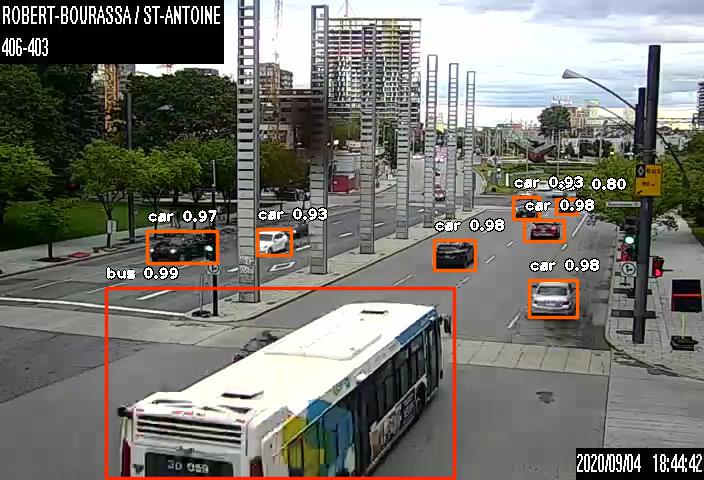 ROBERT-BOURASSA / ST-ANTOINE
406-403
car 0.93
0.80
car 0.98
car 0.97
car 0.93
car 0.98
bus 0.99
car 0.98
BUS
30 059
2020/09/04 18:44:42